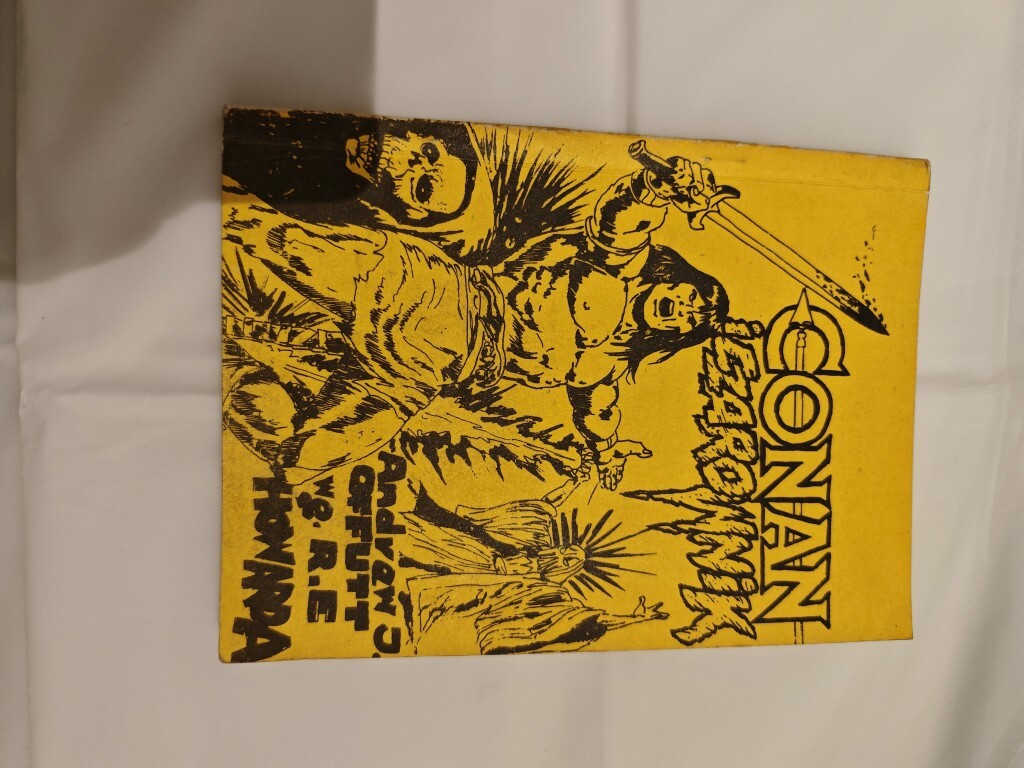 CONAN
i CZAROWNIK
Andrew J.
OFFUTT
wg. R.E
HOWARDA